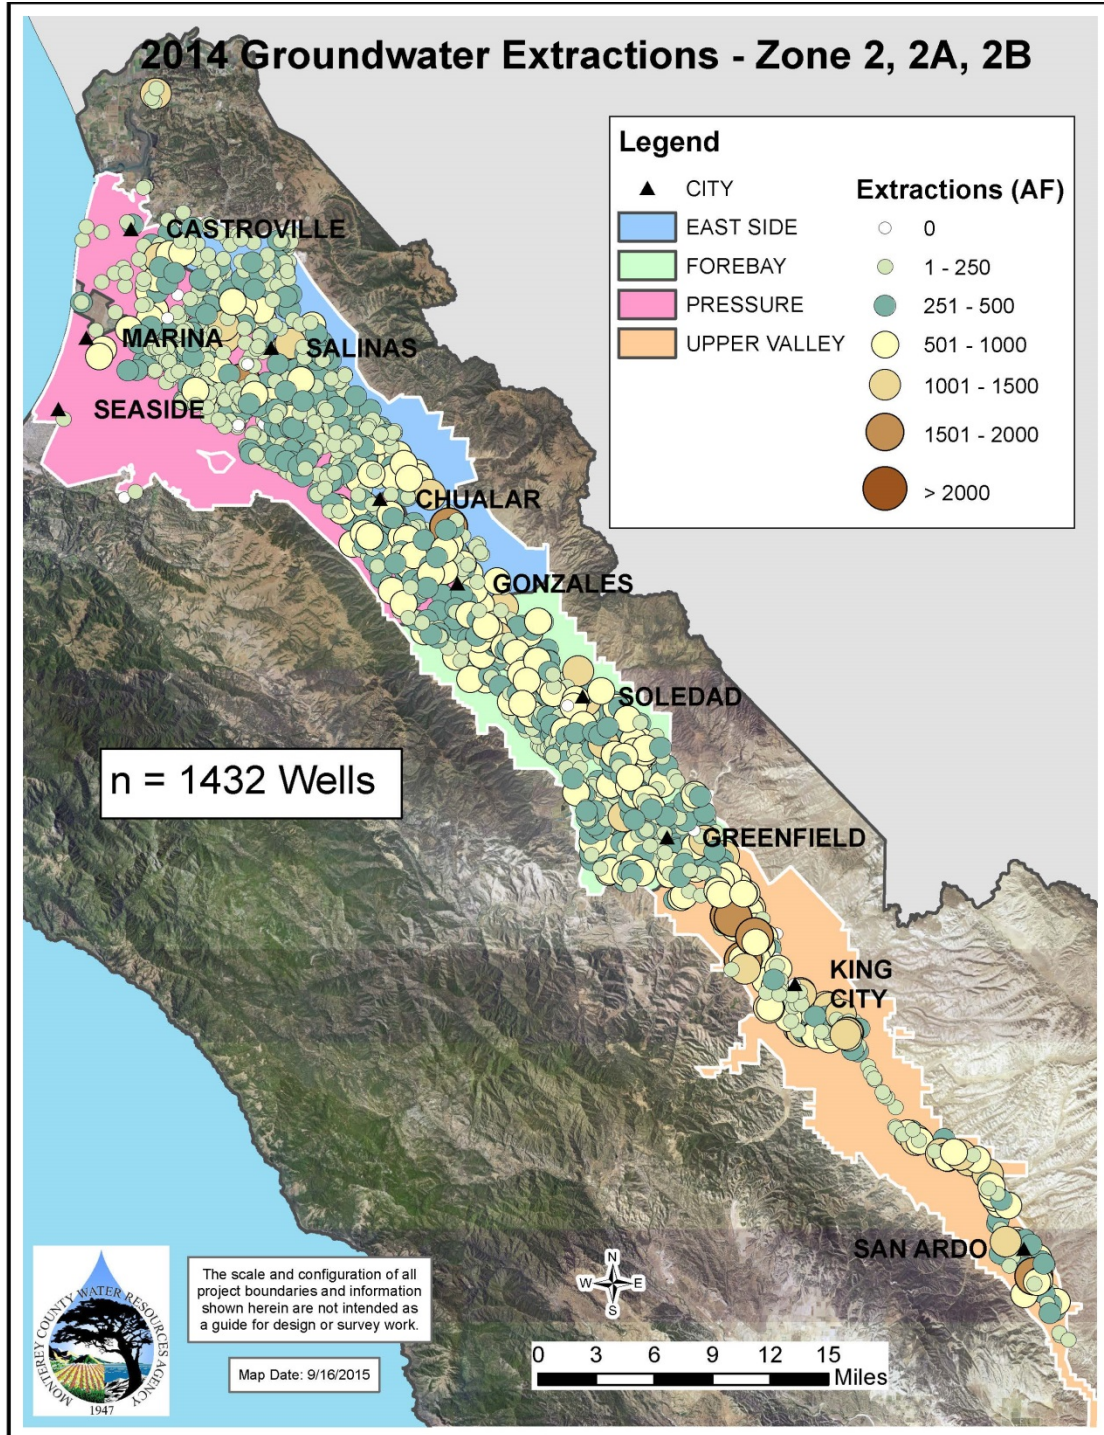 2014 Groundwater Extractions - Zone 2, 2A, 2B
Legend
CITY
EAST SIDE
FOREBAY
PRESSURE
UPPER VALLEY
Extractions (AF)
0
1 - 250
251 - 500
501 - 1000
1001 - 1500
1501 - 2000
> 2000
CASTROVILLE
MARINA
SALINAS
SEASIDE
CHUALAR
GONZALES
SOLEDAD
n = 1432 Wells
GREENFIELD
KING
CITY
SAN ARDO
MONTEREY COUNTY WATER RESOURCES AGENCY
1947
The scale and configuration of all
project boundaries and information
shown herein are not intended as
a guide for design or survey work.
Map Date: 9/16/2015
N
W E
S
0 3 6 9 12 15
Miles